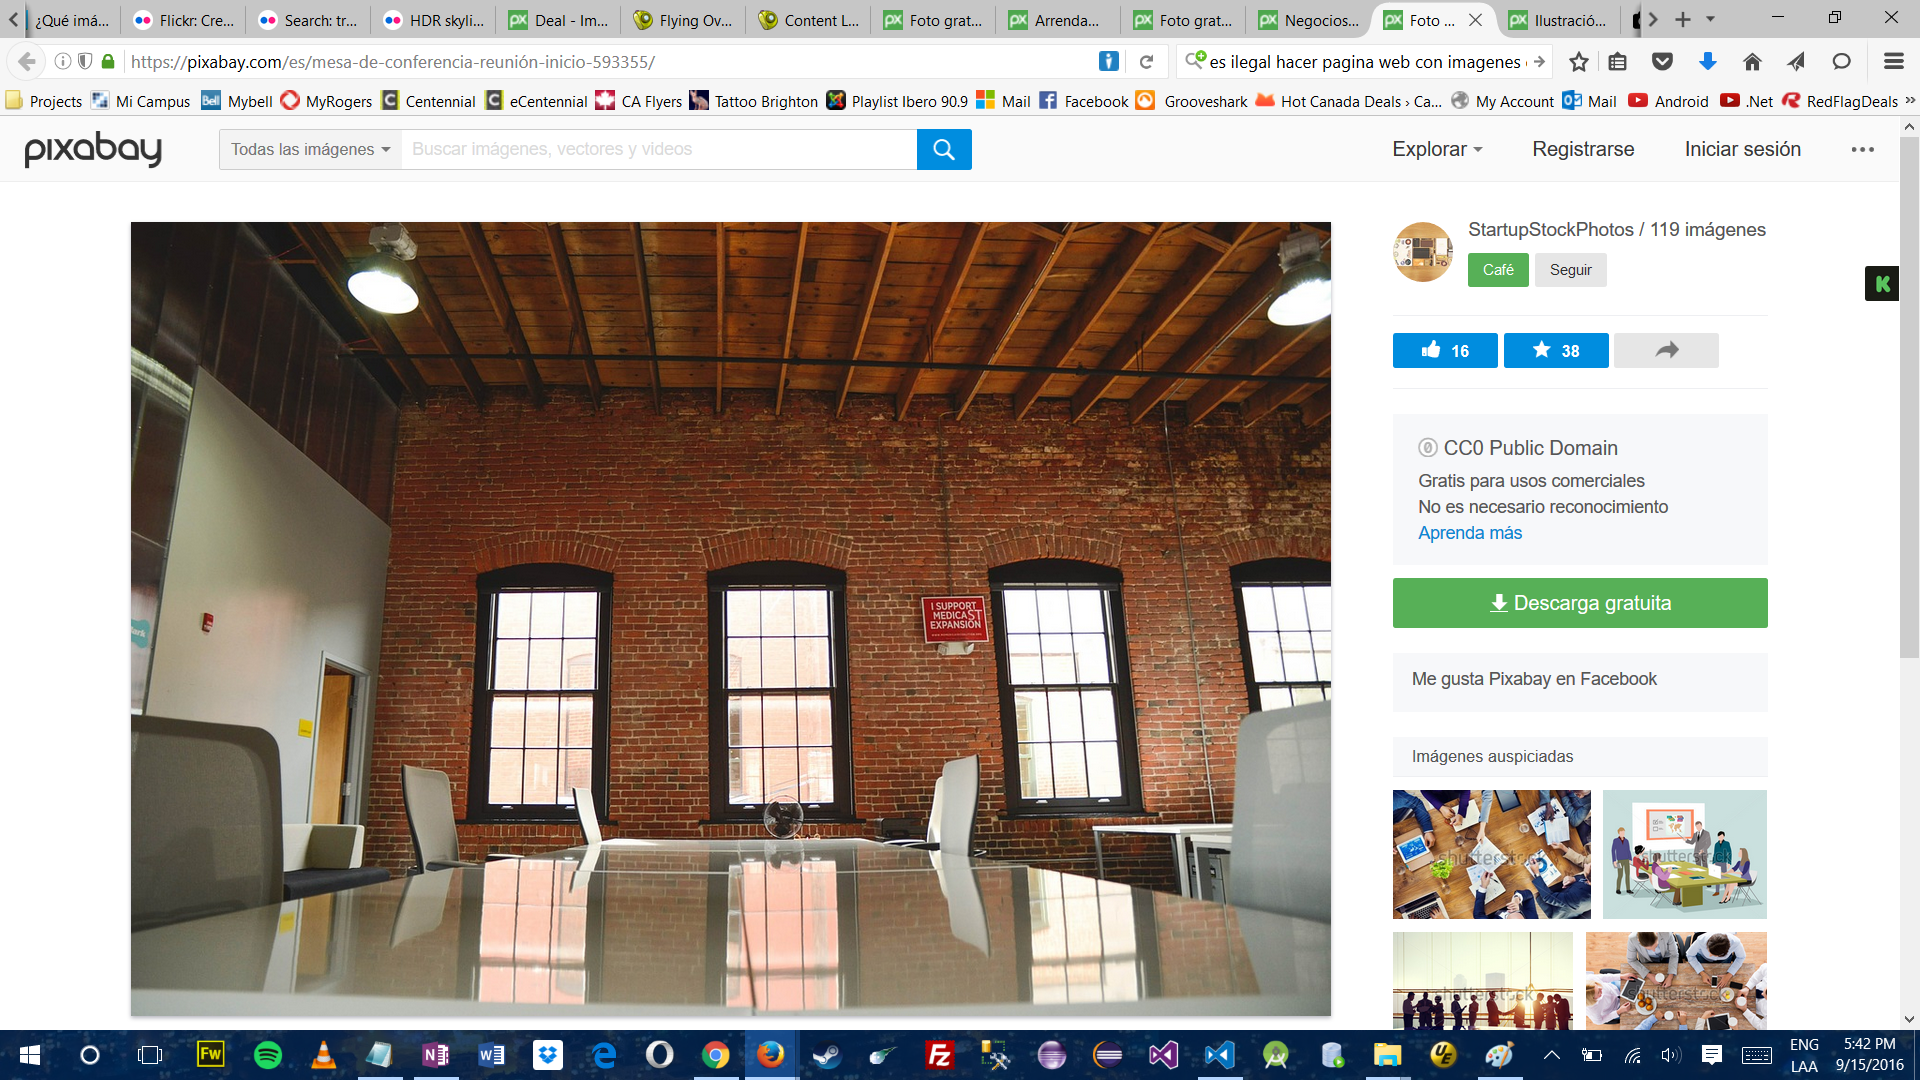 ¿Qué imá...
Flickr: Cre...
Search: tr...
HDR skyli...
Deal - Im...
Flying Ov...
Content L...
Foto grat...
Arrenda...
Foto grat...
Negocios...
Foto ...
Ilustració...
https://pixabay.com/es/mesa-de-conferencia-reunión-inicio-593355/
es ilegal hacer pagina web con imagenes
Projects
Mi Campus
Bell
Mybell
MyRogers
Centennial
eCentennial
CA Flyers
Tattoo Brighton
Playlist Ibero 90.9
Mail
Facebook
Grooveshark
Hot Canada Deals › Ca...
My Account
Mail
Android
.Net
RedFlagDeals
pixabay
Todas las imágenes
Buscar imágenes, vectores y videos
Explorar
Registrarse
Iniciar sesión
StartupStockPhotos / 119 imágenes
Café
Seguir
K
16
38
CC0 Public Domain
Gratis para usos comerciales
No es necesario reconocimiento
Aprenda más
Descarga gratuita
Me gusta Pixabay en Facebook
Imágenes auspiciadas
shutterstock
shutterstock
shutterstock
shutterstock
I SUPPORT
MEDICAST
EXPANSION
Fw
ENG
LAA
5:42 PM
9/15/2016